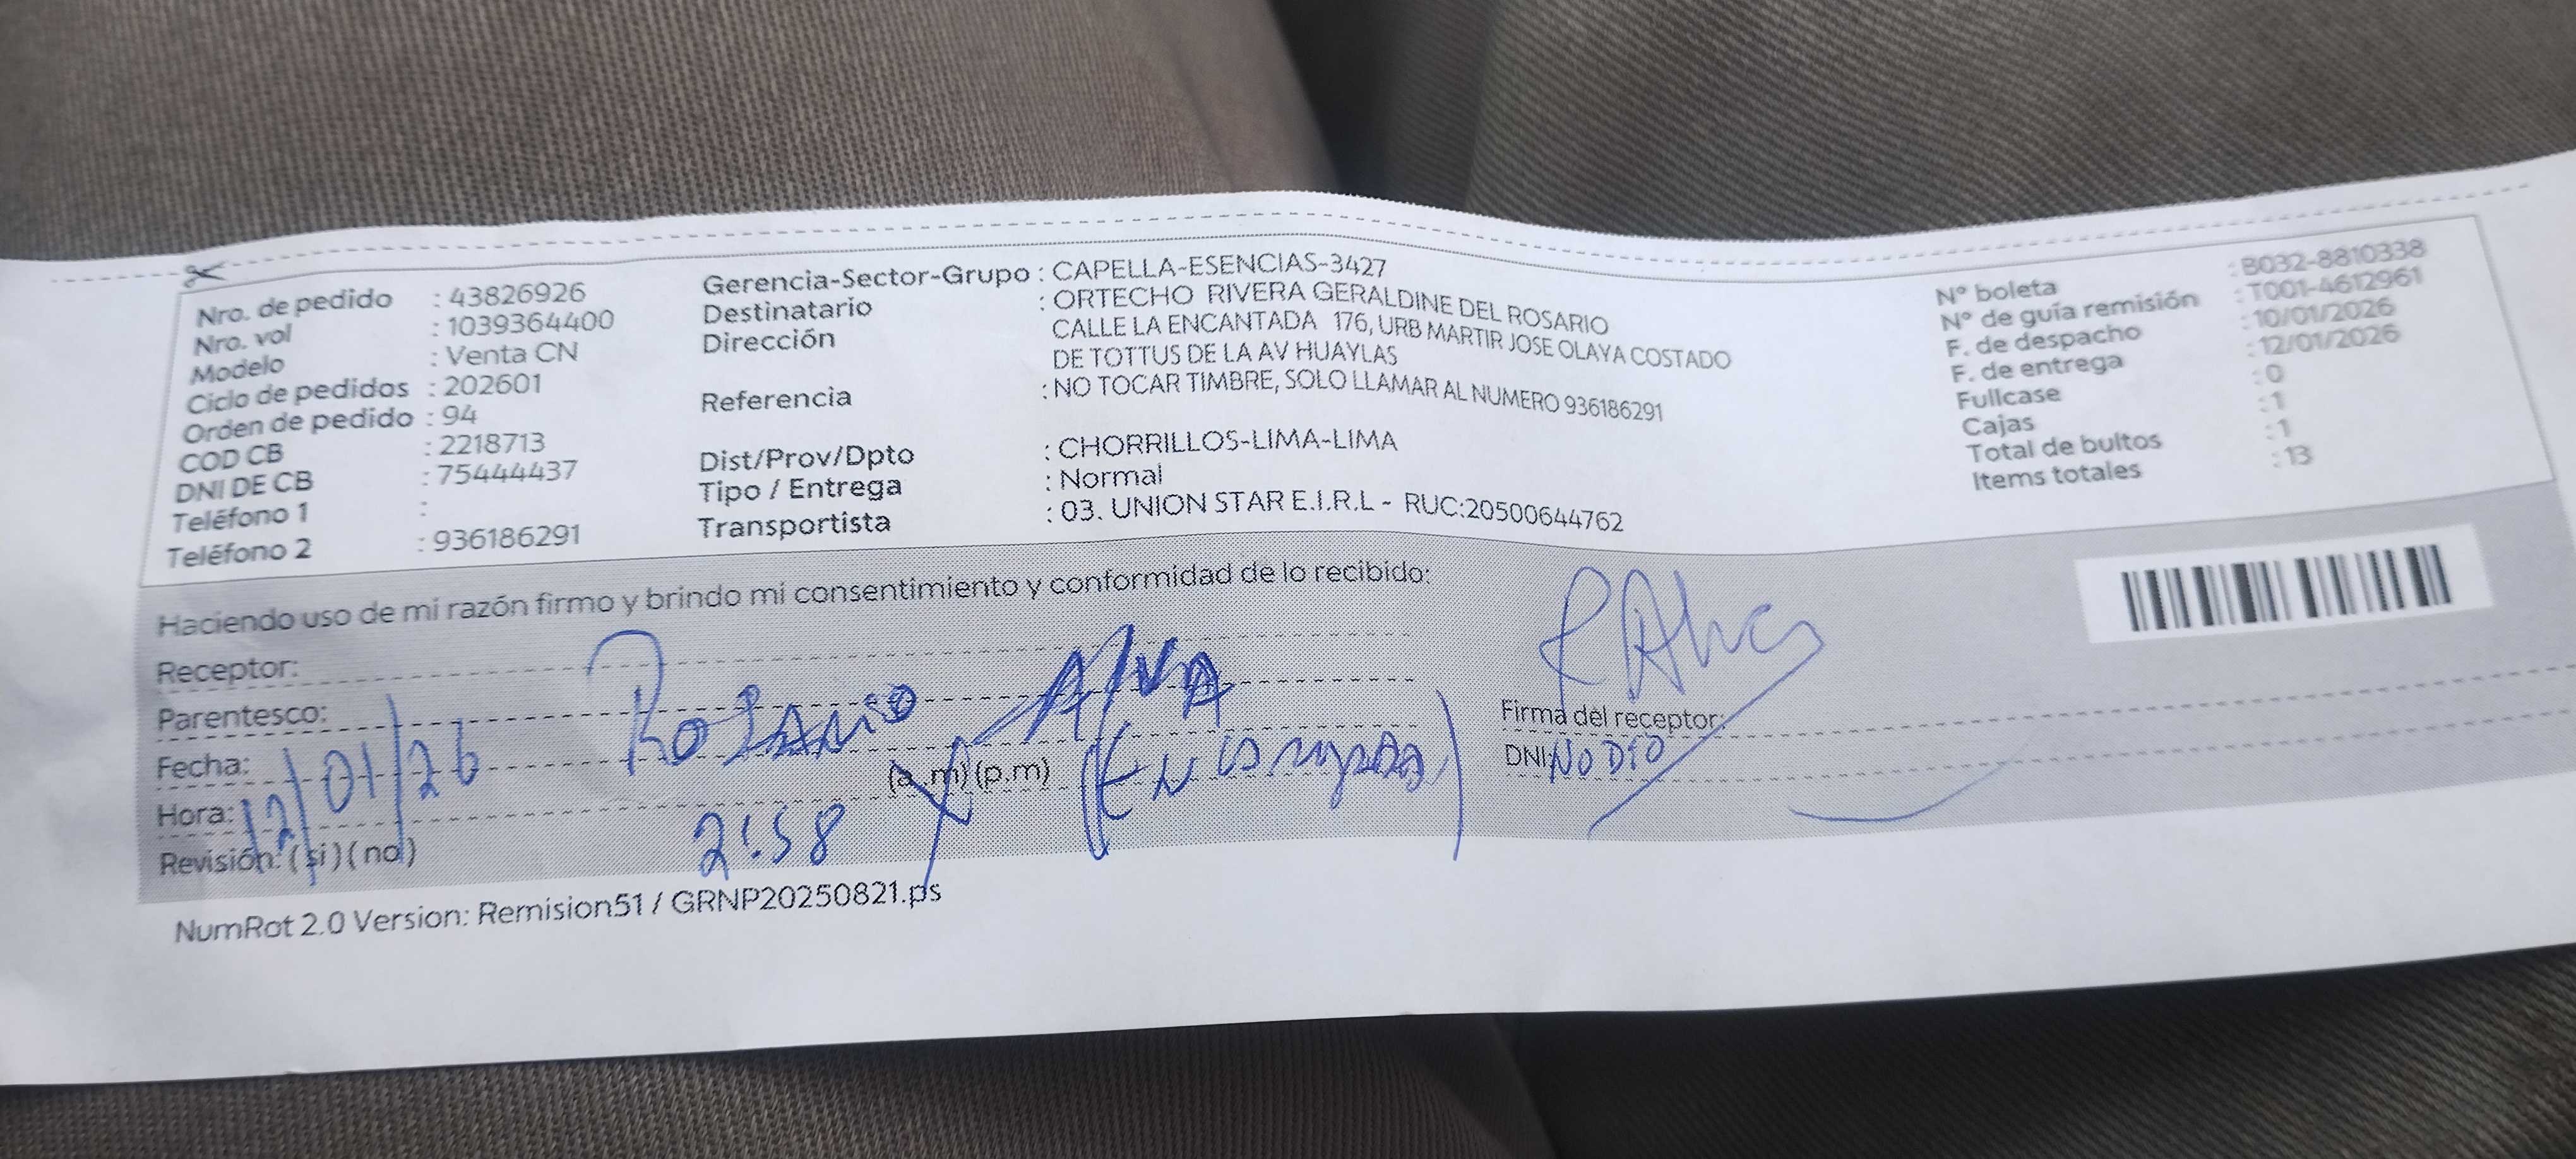 Nro. de pedido : 43826926
Nro. vol : 1039364400
Modelo : Venta CN
Ciclo de pedidos : 202601
Orden de pedido : 94
COD CB : 2218713
DNI DE CB : 75444437
Teléfono 1 :
Teléfono 2 : 936186291
Gerencia-Sector-Grupo : CAPELLA-ESENCIAS-3427
Destinatario : ORTECHO RIVERA GERALDINE DEL ROSARIO
Dirección CALLE LA ENCANTADA 176, URB MARTIR JOSE OLAYA COSTADO
DE TOTTUS DE LA AV HUAYLAS
Referencia : NO TOCAR TIMBRE, SOLO LLAMAR AL NUMERO 936186291
Dist/Prov/Dpto : CHORRILLOS-LIMA-LIMA
Tipo / Entrega : Normal
Transportista : 03. UNION STAR E.I.R.L - RUC:20500644762
N° boleta : B032-8810338
N° de guía remisión : T001-4612961
F. de despacho : 10/01/2026
F. de entrega : 12/01/2026
Fullcase : 0
Cajas : 1
Total de bultos : 1
Items totales : 13
Haciendo uso de mi razón firmo y brindo mi consentimiento y conformidad de lo recibido:
Receptor:
Parentesco: Rosario Alva
Fecha: 12/01/26
Hora: 2:58 (a.m) (p.m) (Encargada)
Revisión: ( si ) ( no )
Firma del receptor:
DNI: NO DIO
NumRot 2.0 Version: Remision51 / GRNP20250821.ps